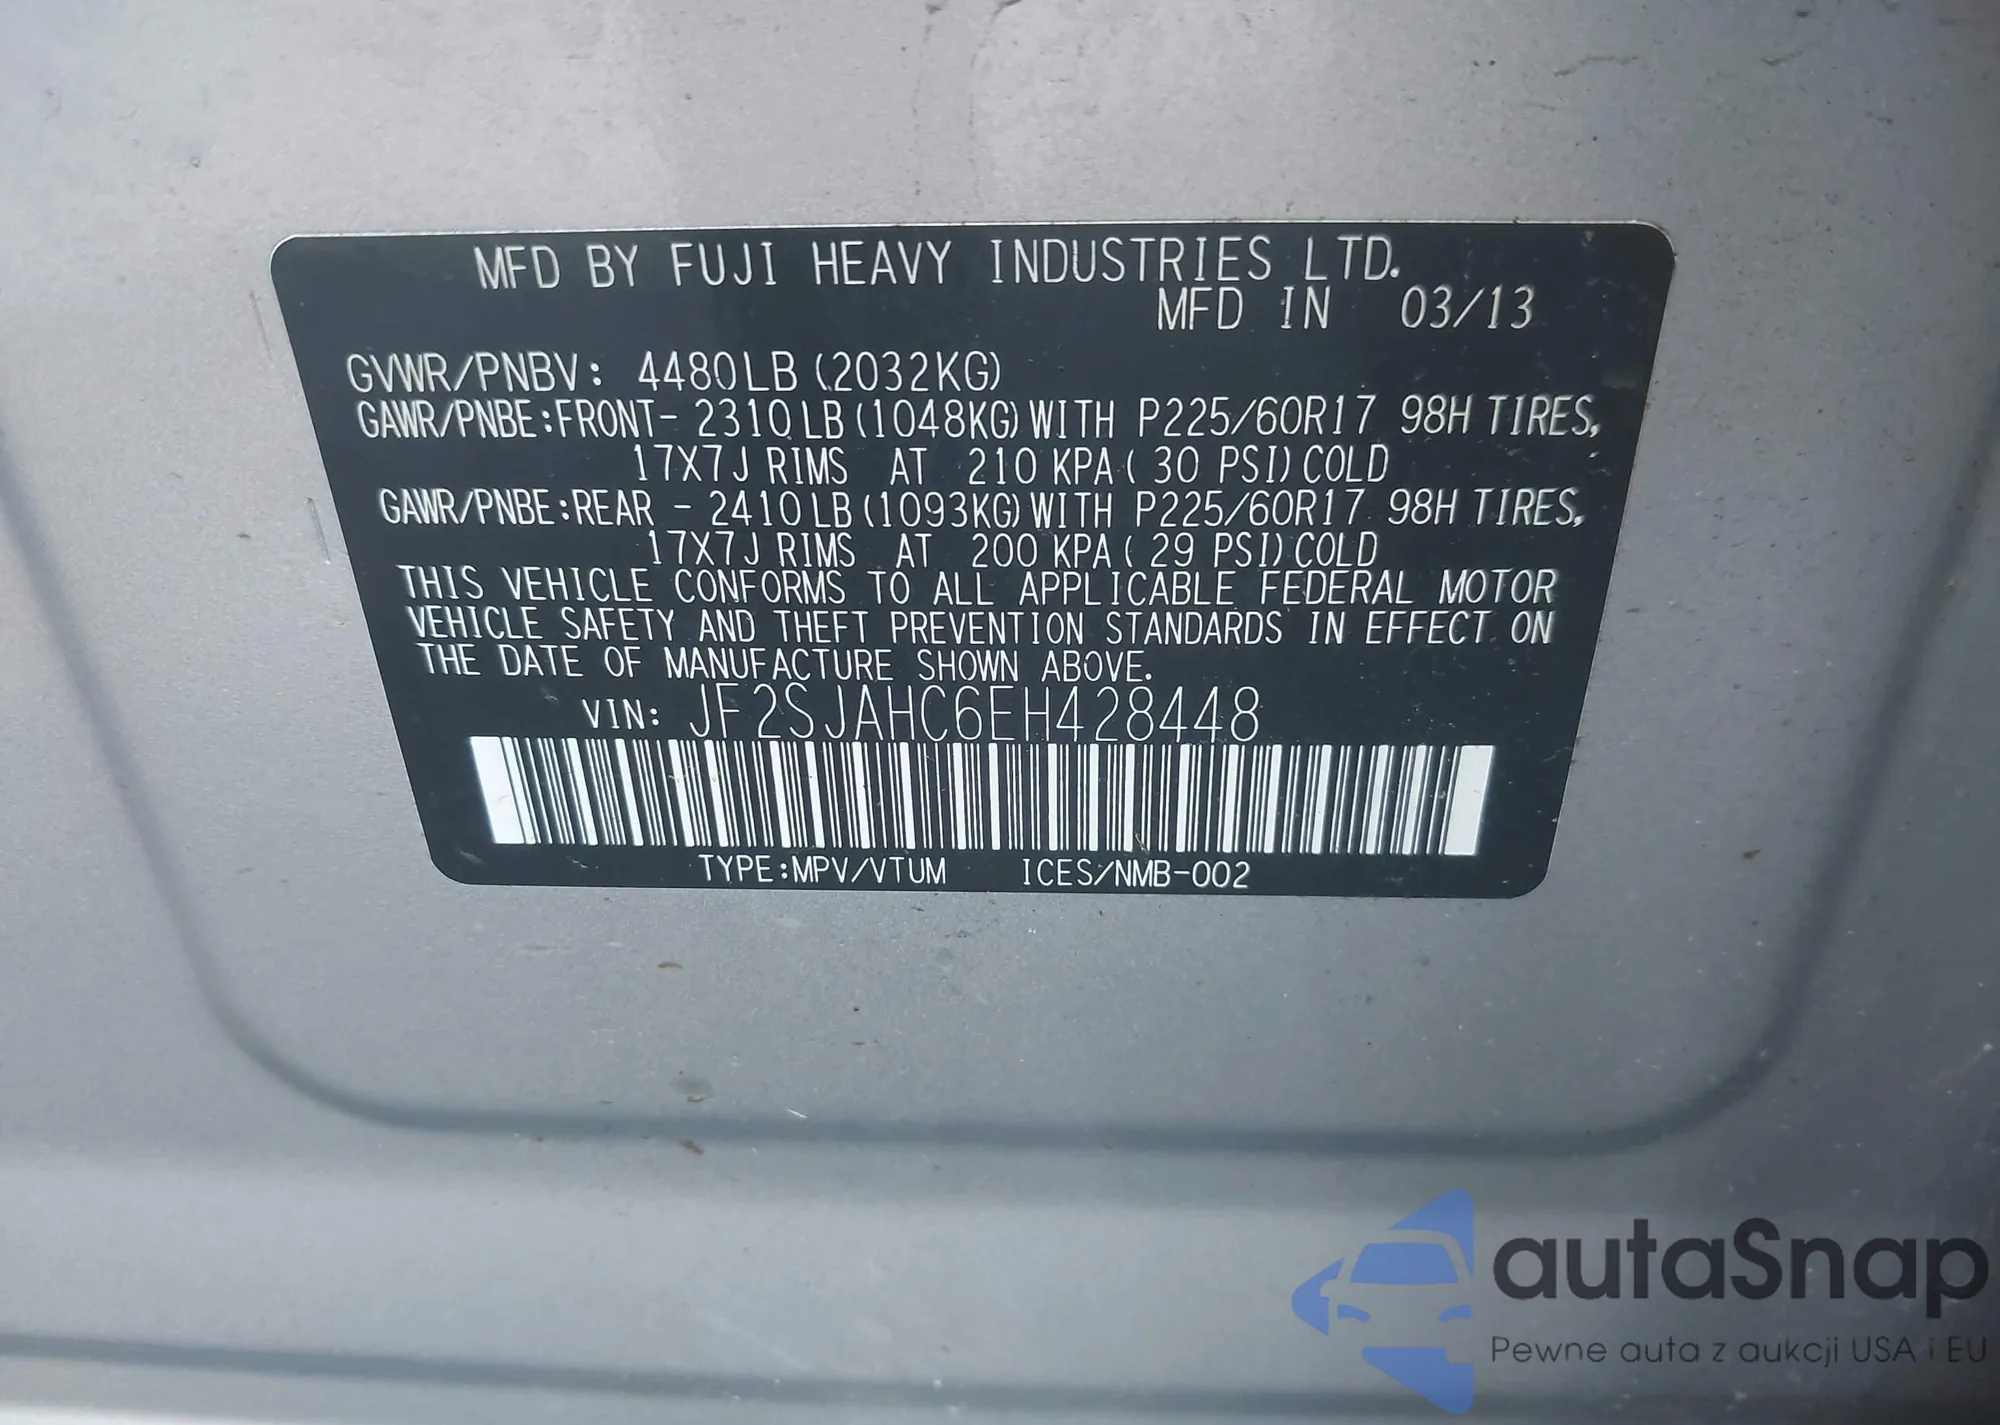 MFD BY FUJI HEAVY INDUSTRIES LTD.
MFD IN 03/13
GVWR/PNBV: 4480LB (2032KG)
GAWR/PNBE:FRONT- 2310LB (1048KG) WITH P225/60R17 98H TIRES,
17X7J RIMS AT 210 KPA ( 30 PSI) COLD
GAWR/PNBE:REAR - 2410LB (1093KG) WITH P225/60R17 98H TIRES,
17X7J RIMS AT 200 KPA ( 29 PSI) COLD
THIS VEHICLE CONFORMS TO ALL APPLICABLE FEDERAL MOTOR
VEHICLE SAFETY AND THEFT PREVENTION STANDARDS IN EFFECT ON
THE DATE OF MANUFACTURE SHOWN ABOVE.
VIN: JF2SJAHC6EH428448
TYPE:MPV/VTUM ICES/NMB-002
autaSnap
Pewne auta z aukcji USA i EU